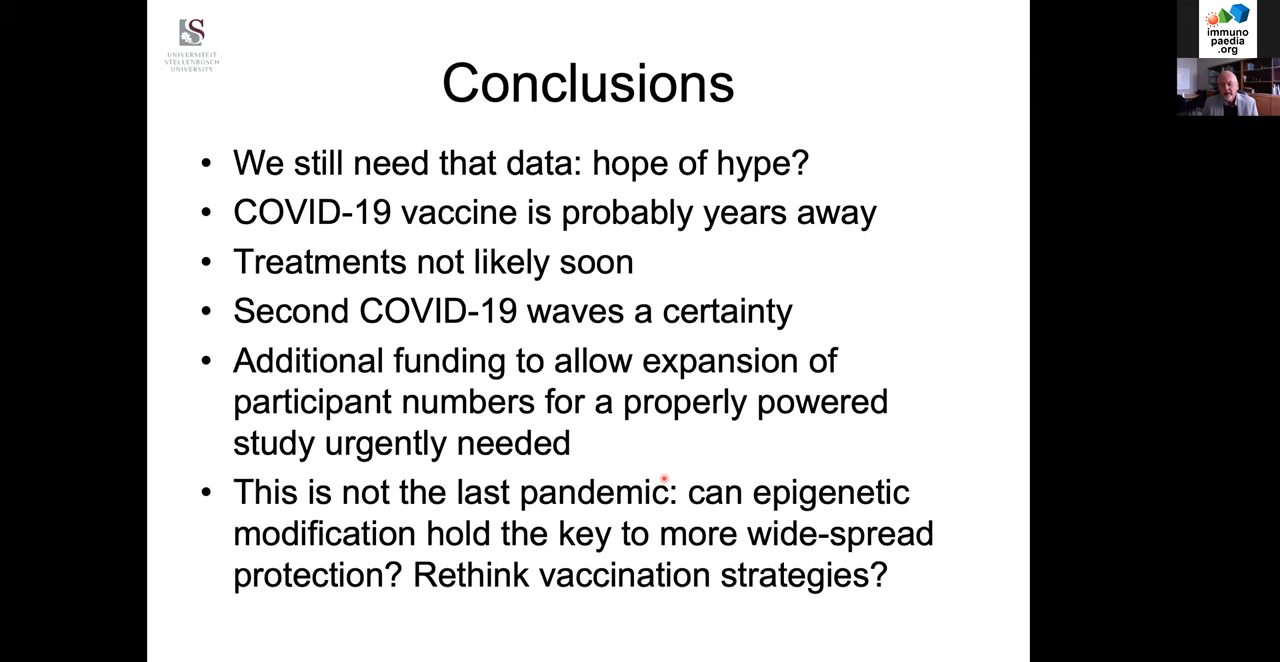 S
UNIVERSITEIT
STELLENBOSCH
UNIVERSITY
immuno
paedia
.org
Conclusions
• We still need that data: hope of hype?
• COVID-19 vaccine is probably years away
• Treatments not likely soon
• Second COVID-19 waves a certainty
• Additional funding to allow expansion of
participant numbers for a properly powered
study urgently needed
• This is not the last pandemic: can epigenetic
modification hold the key to more wide-spread
protection? Rethink vaccination strategies?